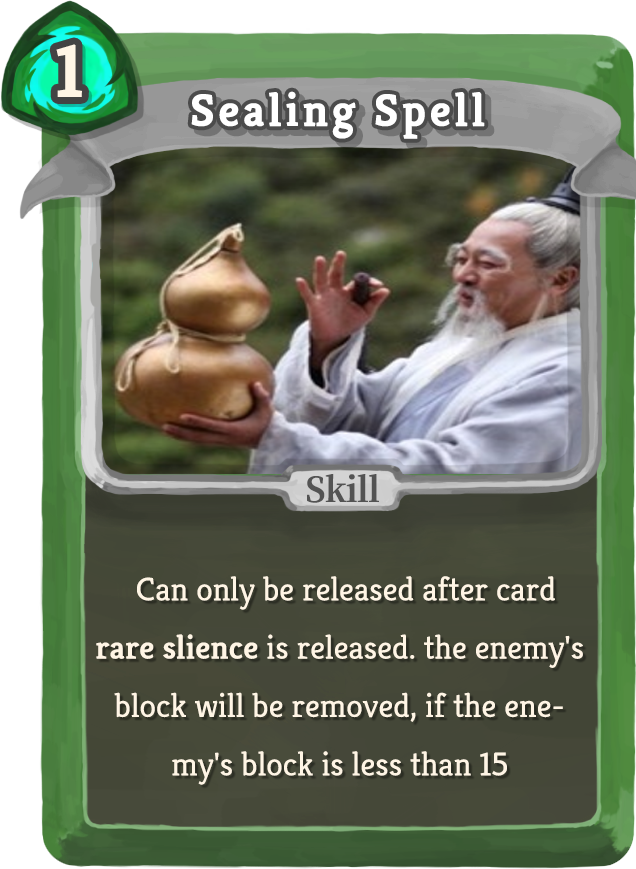 1
Sealing Spell
Skill
Can only be released after card
rare slience is released. the enemy's
block will be removed, if the ene-
my's block is less than 15